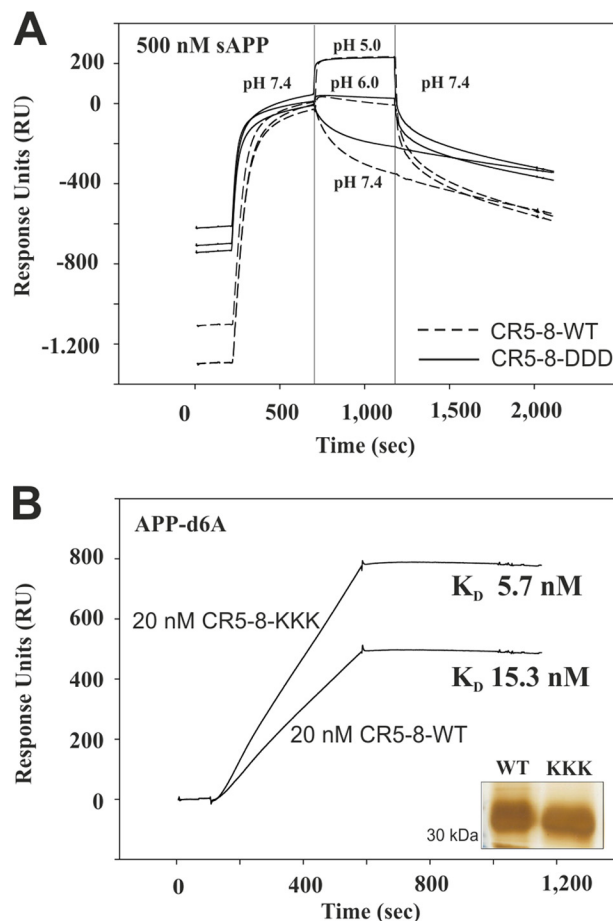 A
500 nM sAPP
pH 5.0
pH 7.4
pH 6.0
pH 7.4
pH 7.4
200
0
-400
-800
-1.200
Response Units (RU)
CR5-8-WT
CR5-8-DDD
0 500 1,000 1,500 2,000
Time (sec)
B
APP-d6A
800
600
400
200
0
Response Units (RU)
20 nM CR5-8-KKK
KD 5.7 nM
KD 15.3 nM
20 nM CR5-8-WT
WT KKK
30 kDa
0 400 800 1,200
Time (sec)